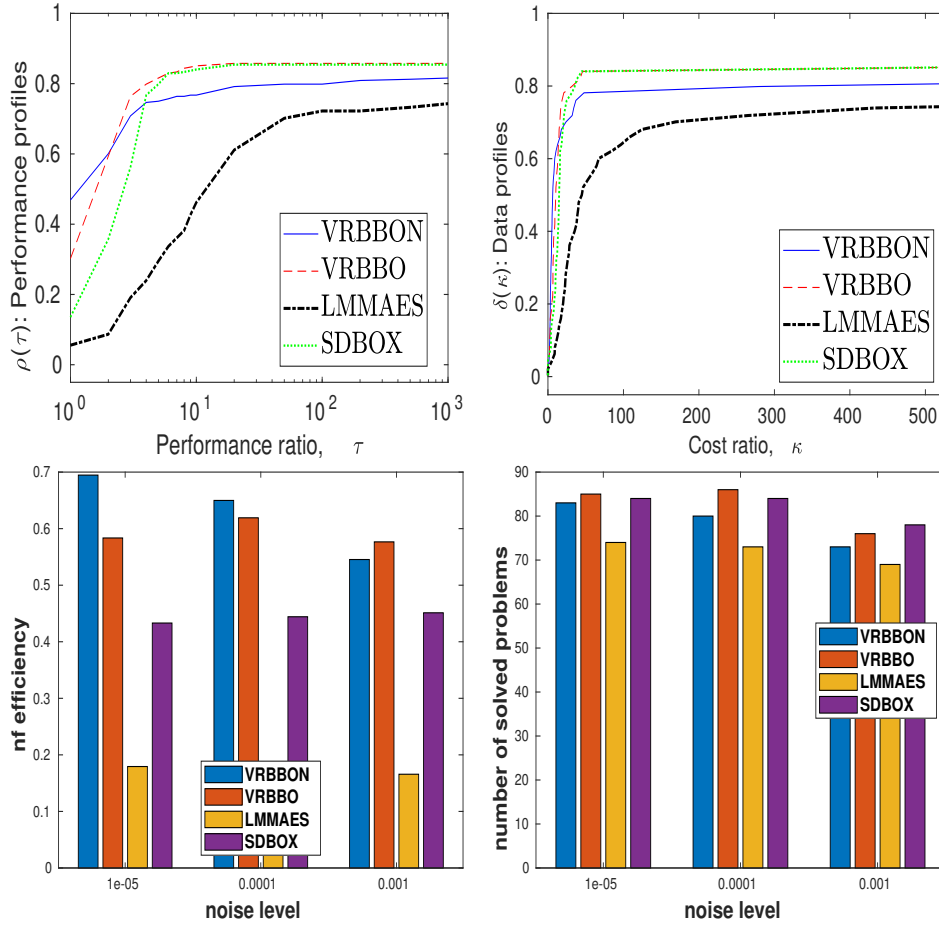 ρ(τ): Performance profiles
1
0.8
0.6
0.4
0.2
0
VRBBON
VRBBO
LMMAES
SDBOX
10^0
10^1
10^2
10^3
Performance ratio, τ
δ(κ): Data profiles
1
0.8
0.6
0.4
0.2
0
VRBBON
VRBBO
LMMAES
SDBOX
0
100
200
300
400
500
Cost ratio, κ
nf efficiency
0.7
0.6
0.5
0.4
0.3
0.2
0.1
0
VRBBON
VRBBO
LMMAES
SDBOX
1e-05
0.0001
0.001
noise level
number of solved problems
90
80
70
60
50
40
30
20
10
0
VRBBON
VRBBO
LMMAES
SDBOX
1e-05
0.0001
0.001
noise level